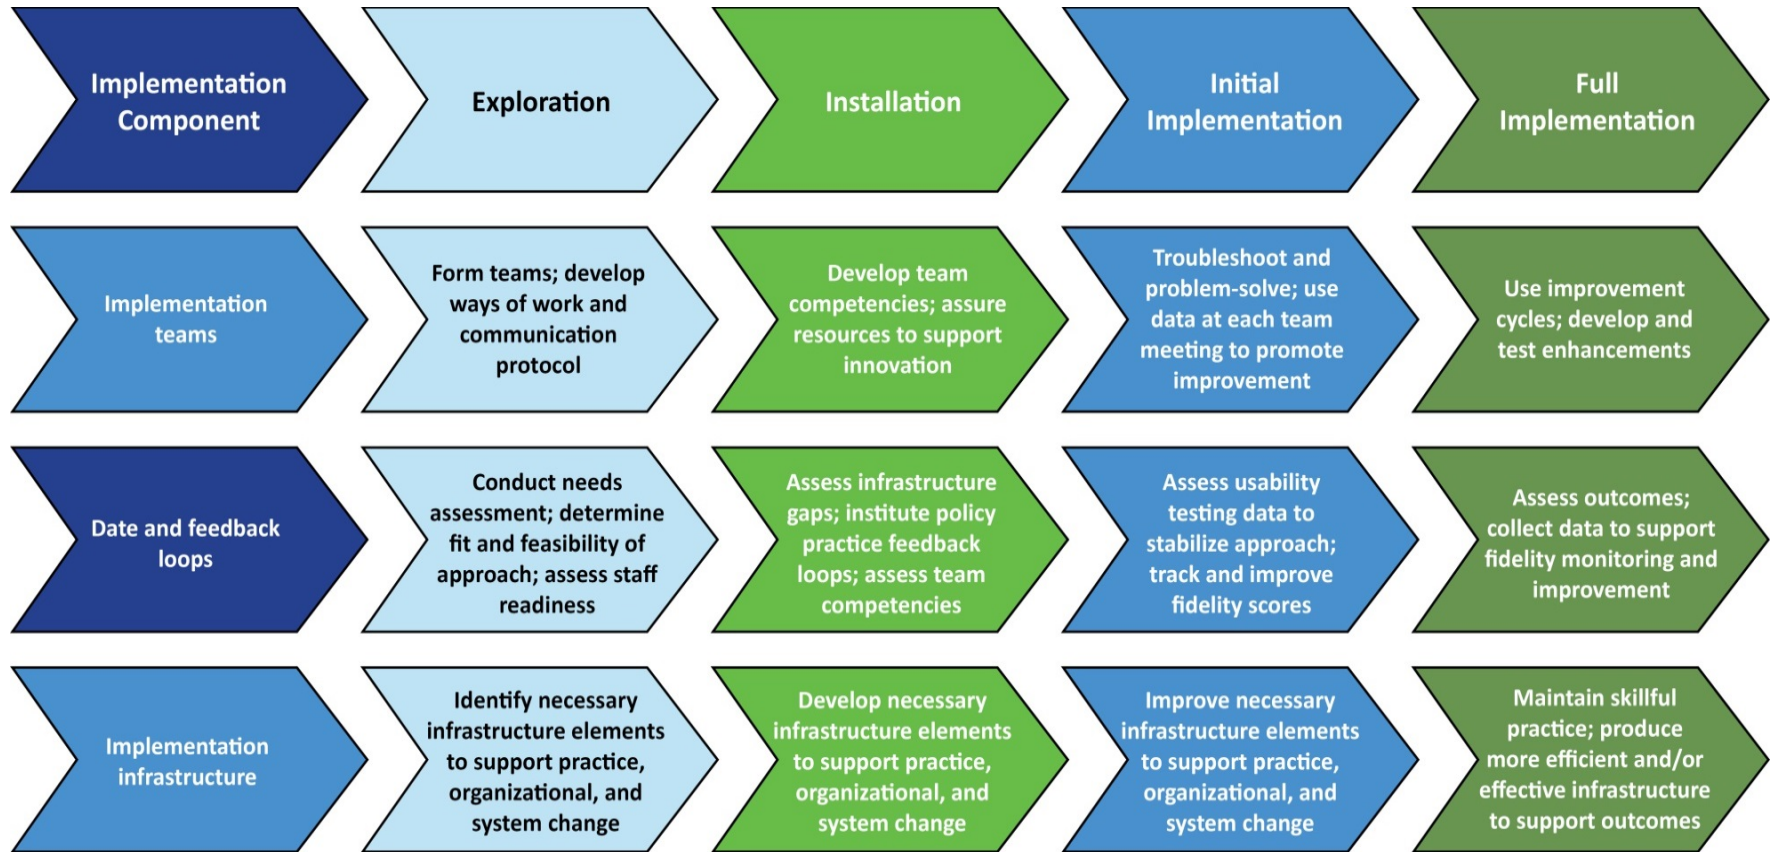 Implementation
Component
Exploration
Installation
Initial
Implementation
Full
Implementation
Implementation
teams
Form teams; develop
ways of work and
communication
protocol
Develop team
competencies; assure
resources to support
innovation
Troubleshoot and
problem-solve; use
data at each team
meeting to promote
improvement
Use improvement
cycles; develop and
test enhancements
Date and feedback
loops
Conduct needs
assessment; determine
fit and feasibility of
approach; assess staff
readiness
Assess infrastructure
gaps; institute policy
practice feedback
loops; assess team
competencies
Assess usability
testing data to
stabilize approach;
track and improve
fidelity scores
Assess outcomes;
collect data to support
fidelity monitoring and
improvement
Implementation
infrastructure
Identify necessary
infrastructure elements
to support practice,
organizational, and
system change
Develop necessary
infrastructure elements
to support practice,
organizational, and
system change
Improve necessary
infrastructure elements
to support practice,
organizational, and
system change
Maintain skillful
practice; produce
more efficient and/or
effective infrastructure
to support outcomes